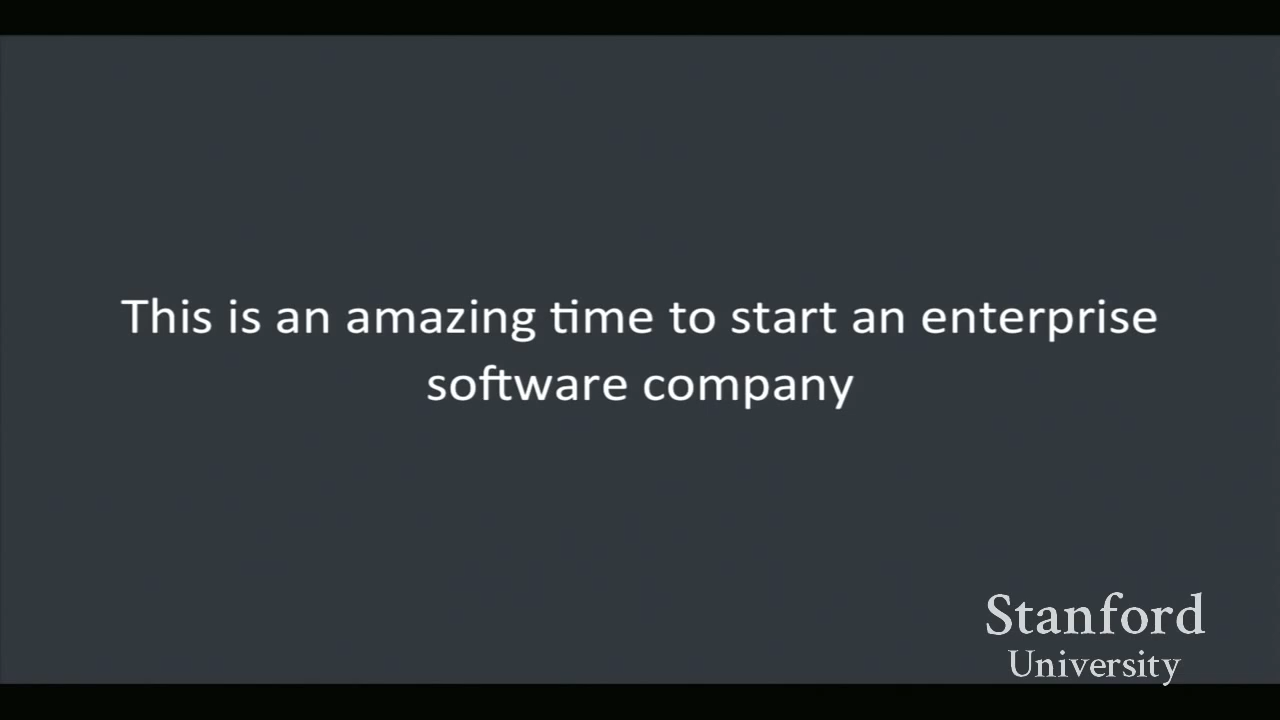 This is an amazing time to start an enterprise
software company
Stanford
University